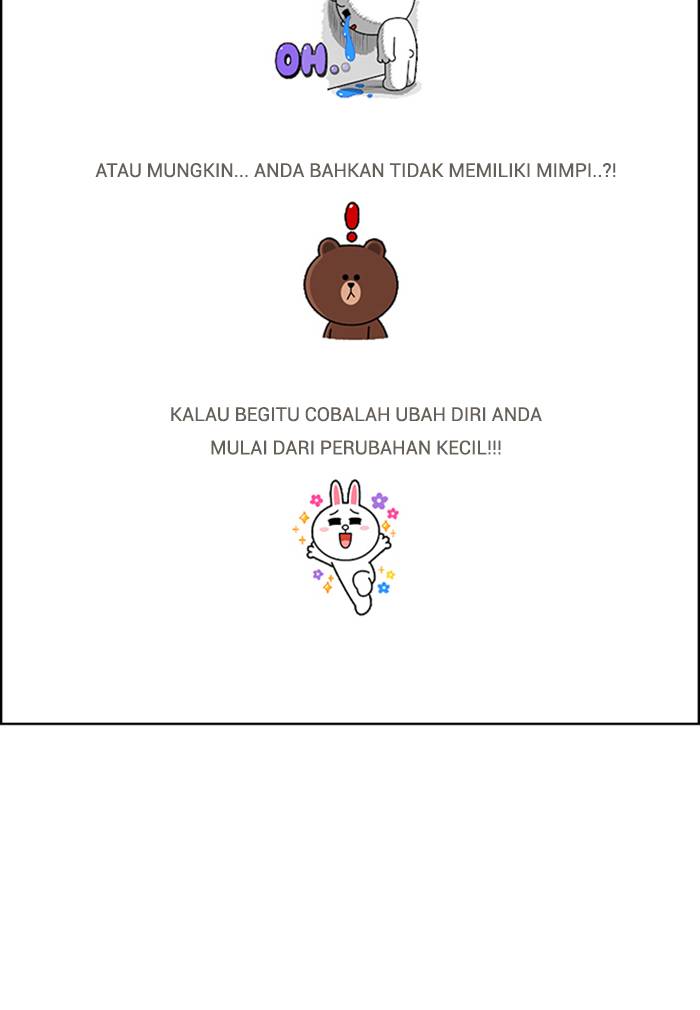 OH..
ATAU MUNGKIN... ANDA BAHKAN TIDAK MEMILIKI MIMPI..?!
!
KALAU BEGITU COBALAH UBAH DIRI ANDA
MULAI DARI PERUBAHAN KECIL!!!